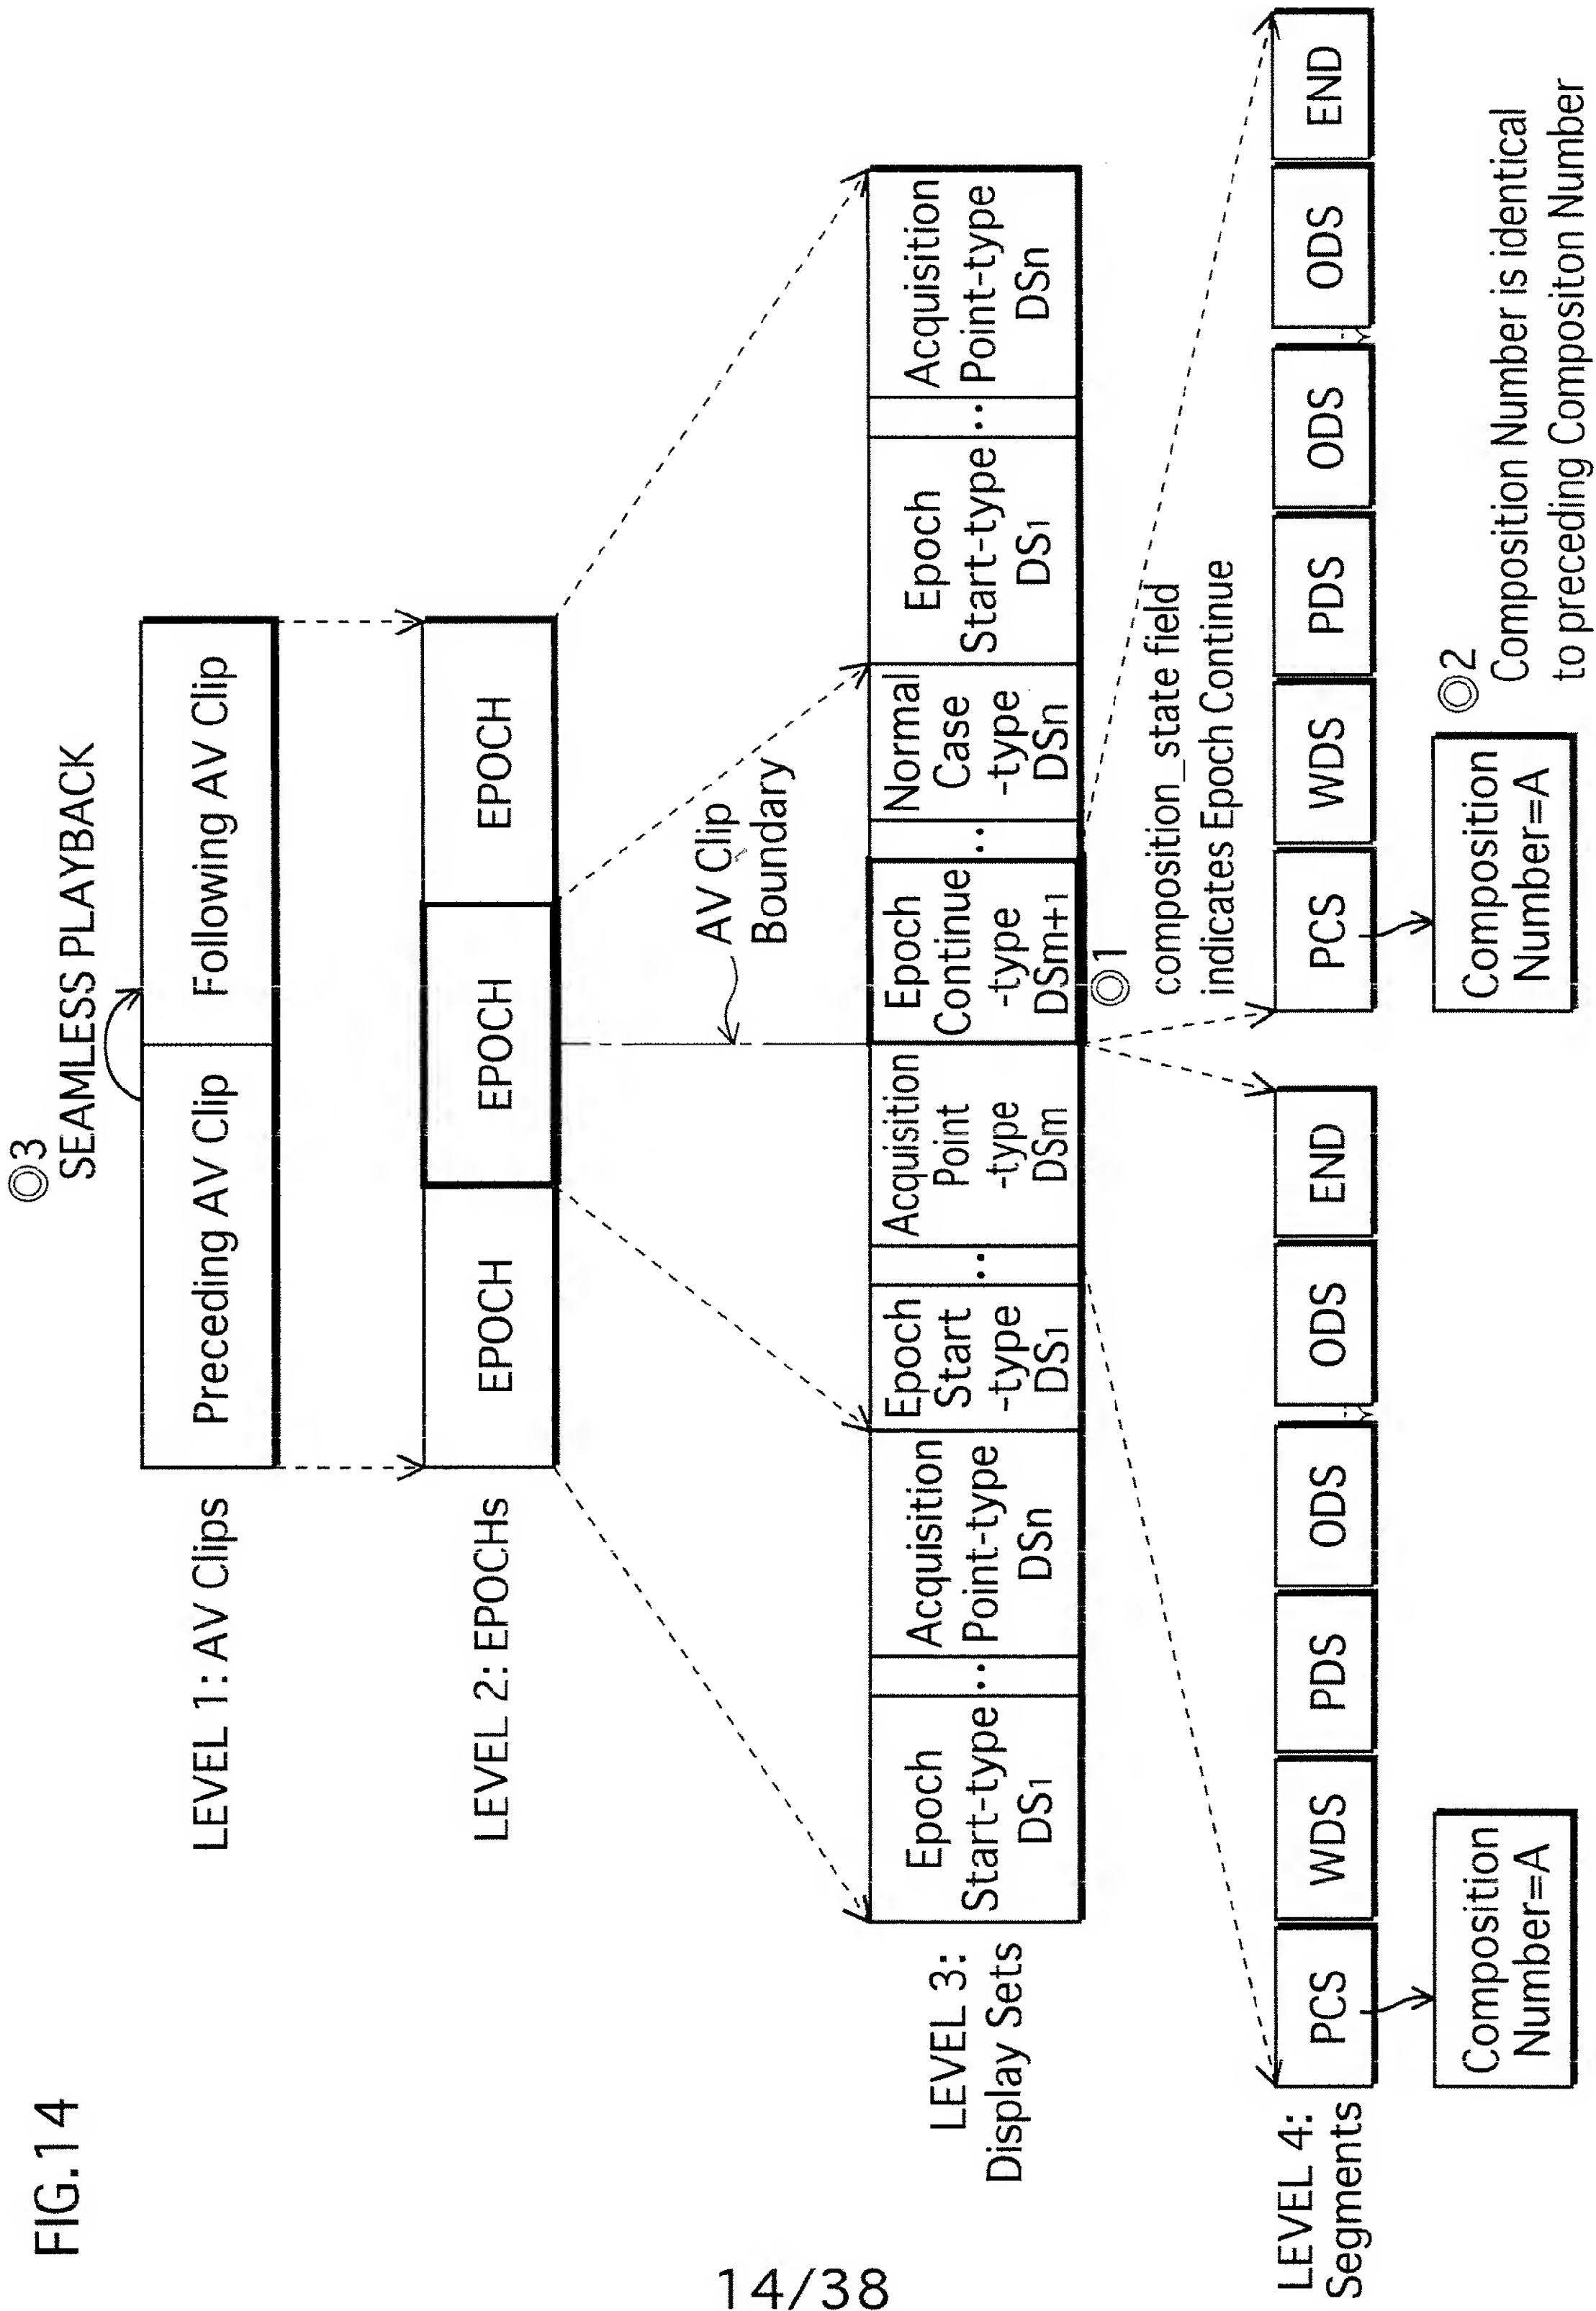 FIG.14
◎3
SEAMLESS PLAYBACK
LEVEL 1: AV Clips
Preceding AV Clip
Following AV Clip
LEVEL 2: EPOCHs
EPOCH
EPOCH
EPOCH
AV Clip
Boundary
LEVEL 3:
Display Sets
Epoch
Start-type
DS1
..
Acquisition
Point-type
DSn
Epoch
Start
-type
DS1
..
Acquisition
Point
-type
DSm
Epoch
Continue
-type
DSm+1
..
Normal
Case
-type
DSn
Epoch
Start-type
DS1
..
Acquisition
Point-type
DSn
◎1
composition_state field
indicates Epoch Continue
LEVEL 4:
Segments
PCS
WDS
PDS
ODS
ODS
END
PCS
WDS
PDS
ODS
ODS
END
Composition
Number=A
Composition
Number=A
◎2
Composition Number is identical
to preceding Compositon Number
14/38